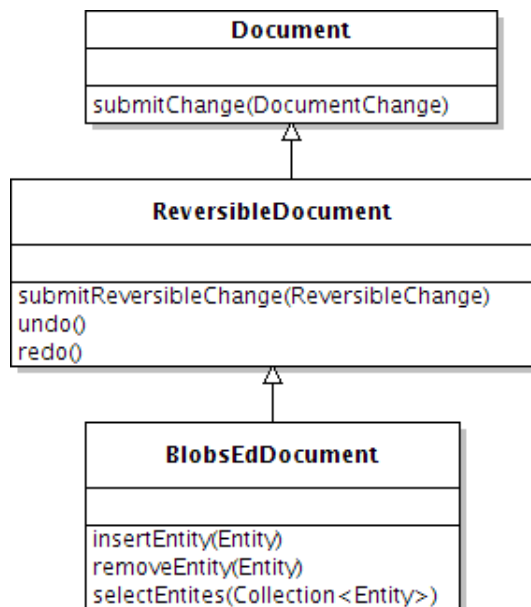 Document
submitChange(DocumentChange)
ReversibleDocument
submitReversibleChange(ReversibleChange)
undo()
redo()
BlobsEdDocument
insertEntity(Entity)
removeEntity(Entity)
selectEntites(Collection<Entity>)